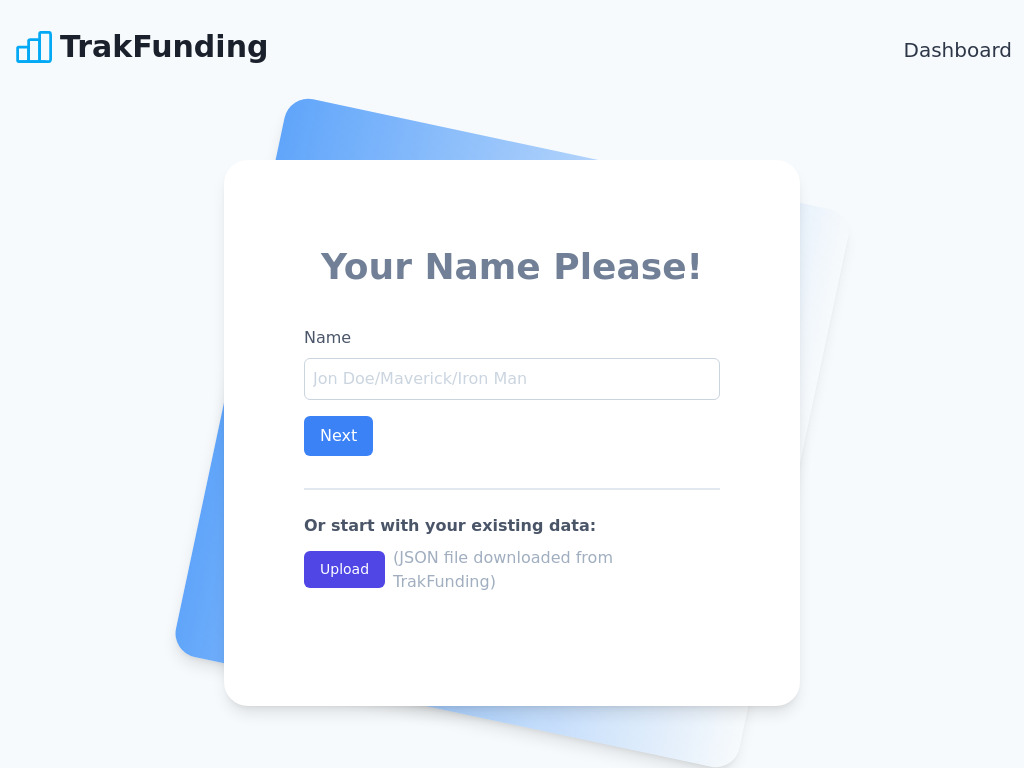 TrakFunding
Dashboard
Your Name Please!
Name
Jon Doe/Maverick/Iron Man
Next
Or start with your existing data:
Upload
(JSON file downloaded from
TrakFunding)